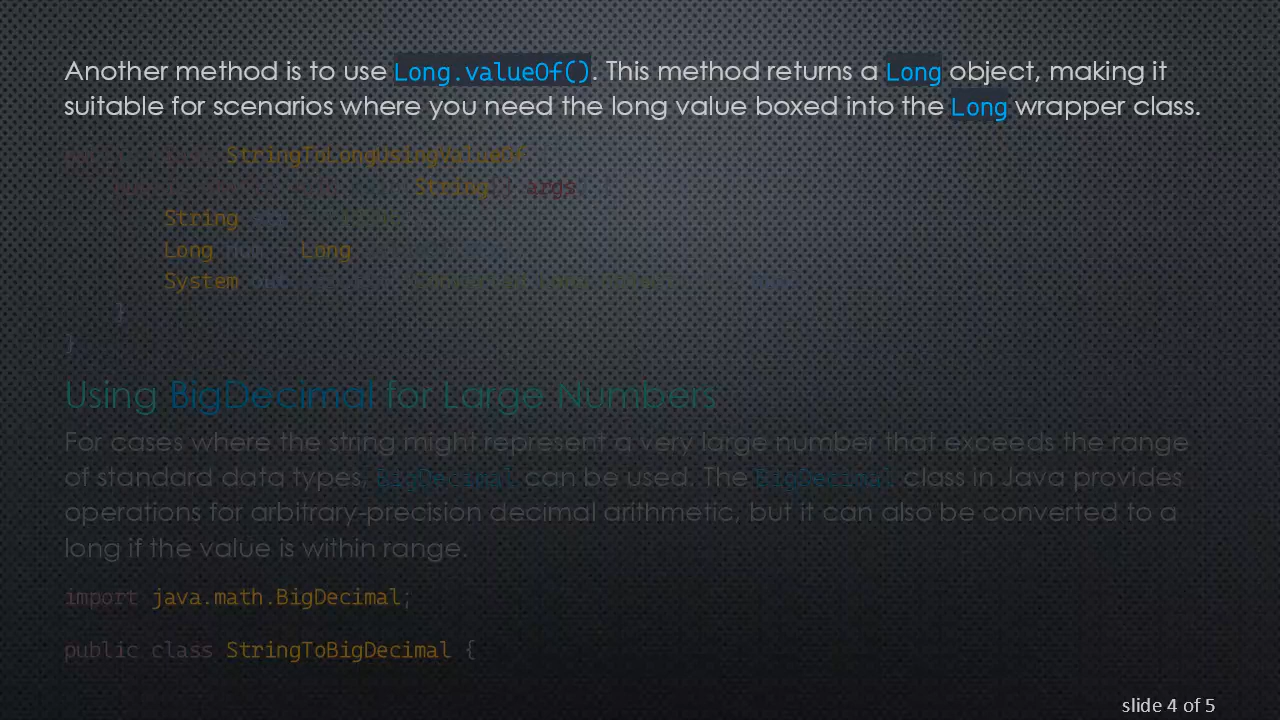 Another method is to use Long.valueOf(). This method returns a Long object, making it
suitable for scenarios where you need the long value boxed into the Long wrapper class.
StringToLongUsingValueOf
String[] args
String
Long num = Long
System out
}
}
Using BigDecimal for Large Numbers
For cases where the string might represent a very large number that exceeds the range
of standard data types, BigDecimal can be used. The BigDecimal class in Java provides
operations for arbitrary-precision decimal arithmetic, but it can also be converted to a
long if the value is within range.
import java.math.BigDecimal;
public class StringToBigDecimal {
slide 4 of 5